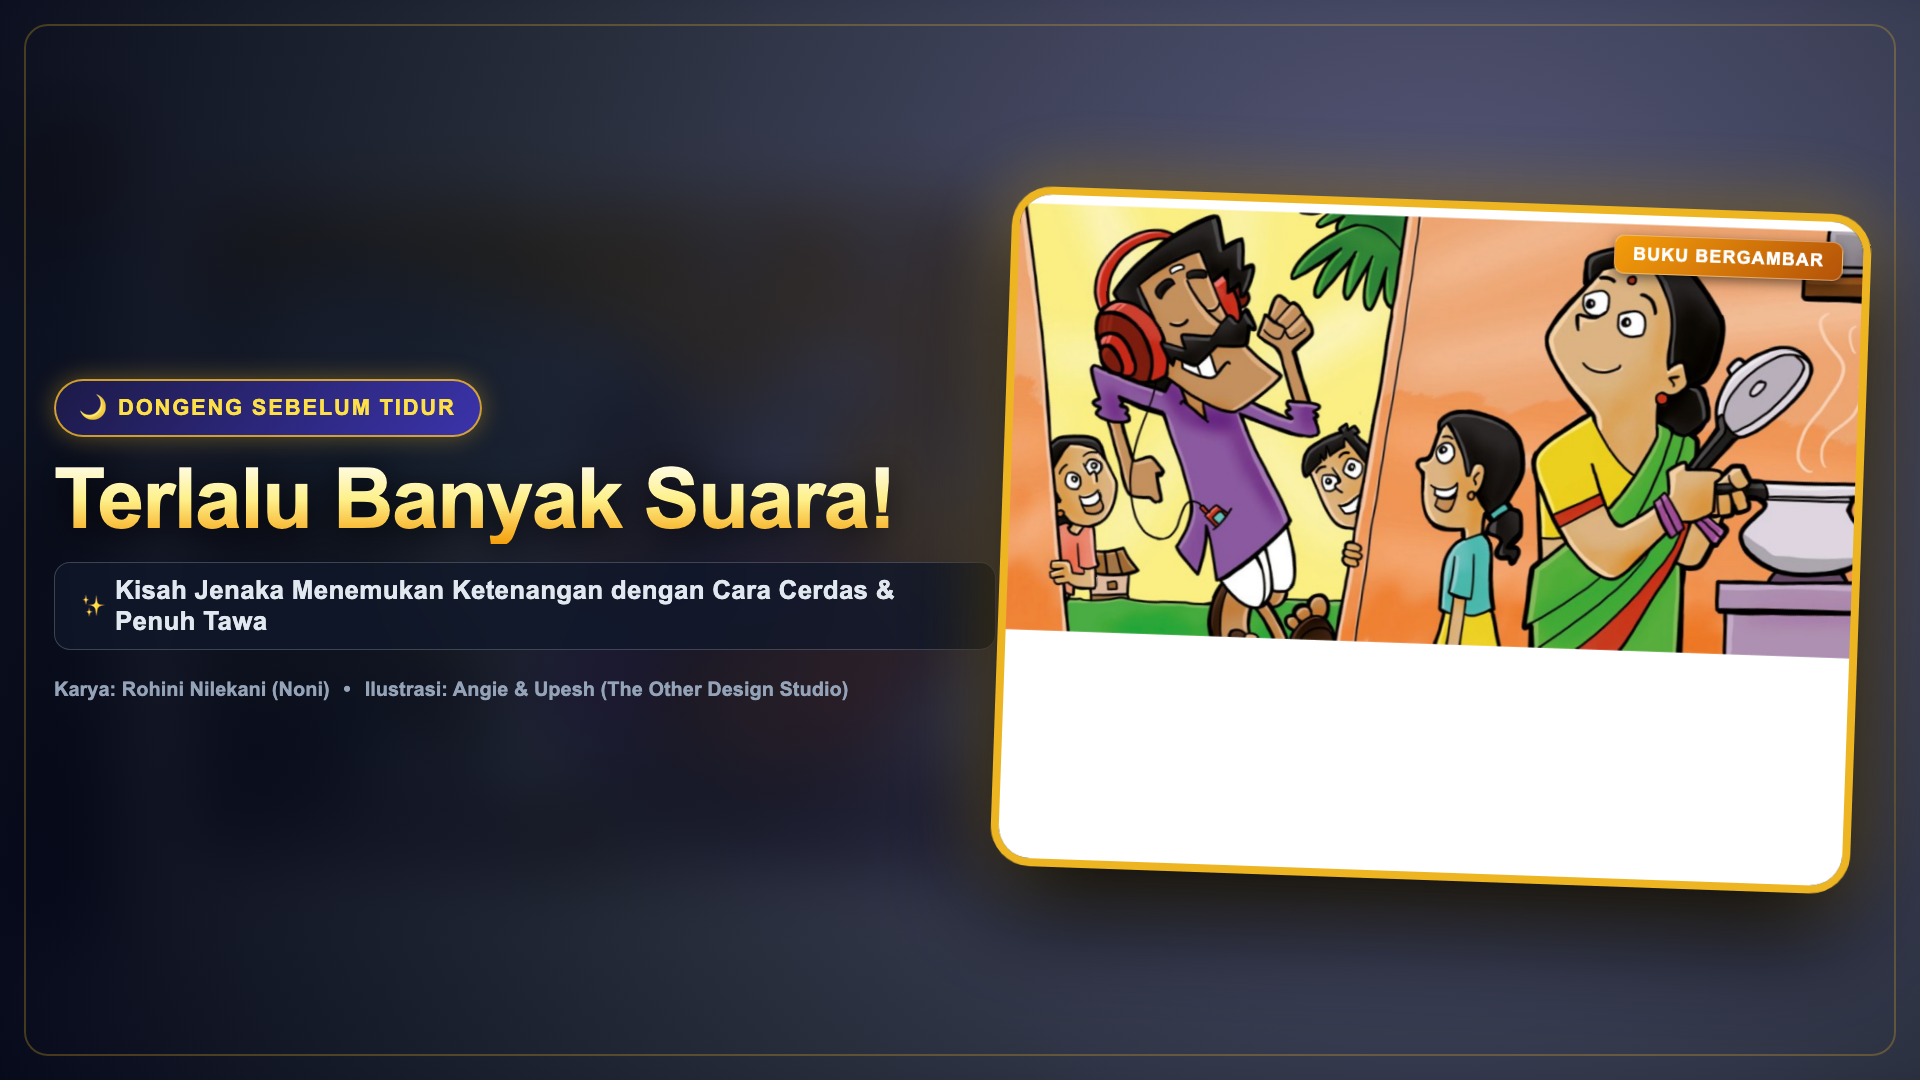 🌙 DONGENG SEBELUM TIDUR
Terlalu Banyak Suara!
✨ Kisah Jenaka Menemukan Ketenangan dengan Cara Cerdas &
Penuh Tawa
Karya: Rohini Nilekani (Noni) • Ilustrasi: Angie & Upesh (The Other Design Studio)
BUKU BERGAMBAR